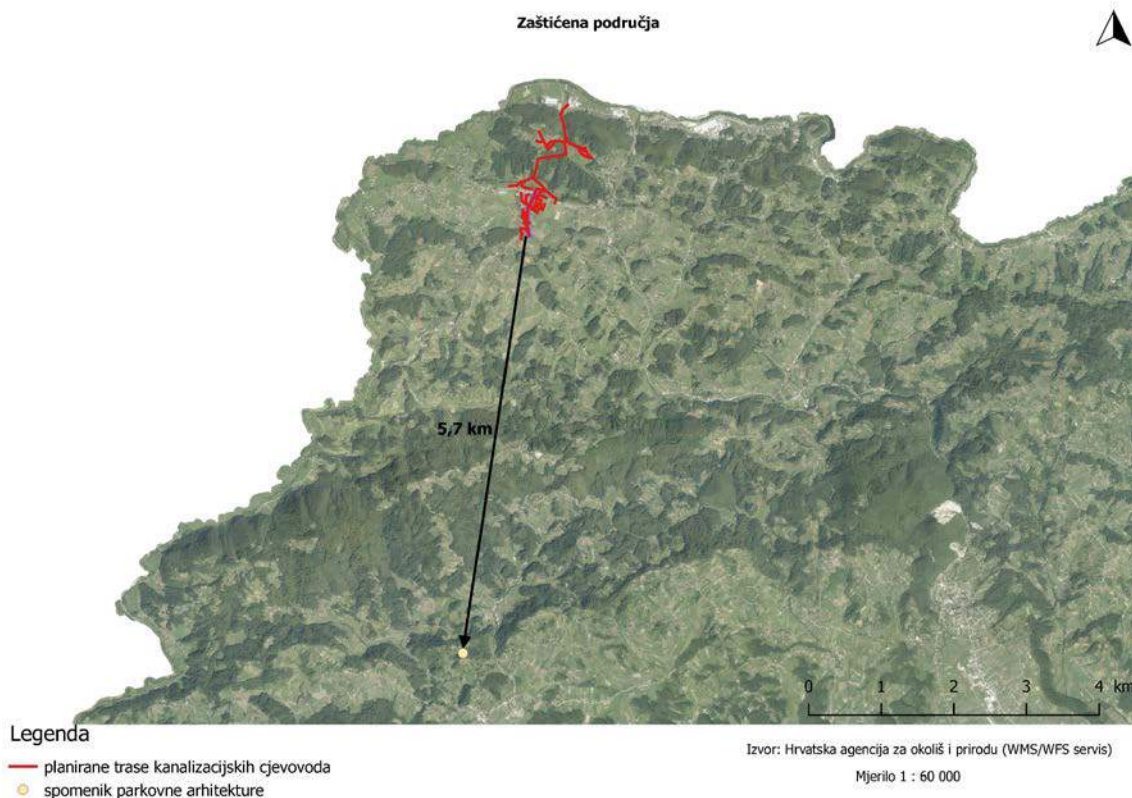 Zaštićena područja
5,7 km
0 1 2 3 4 km
Legenda
planirane trase kanalizacijskih cjevovoda
spomenik parkovne arhitekture
Izvor: Hrvatska agencija za okoliš i prirodu (WMS/WFS servis)
Mjerilo 1 : 60 000